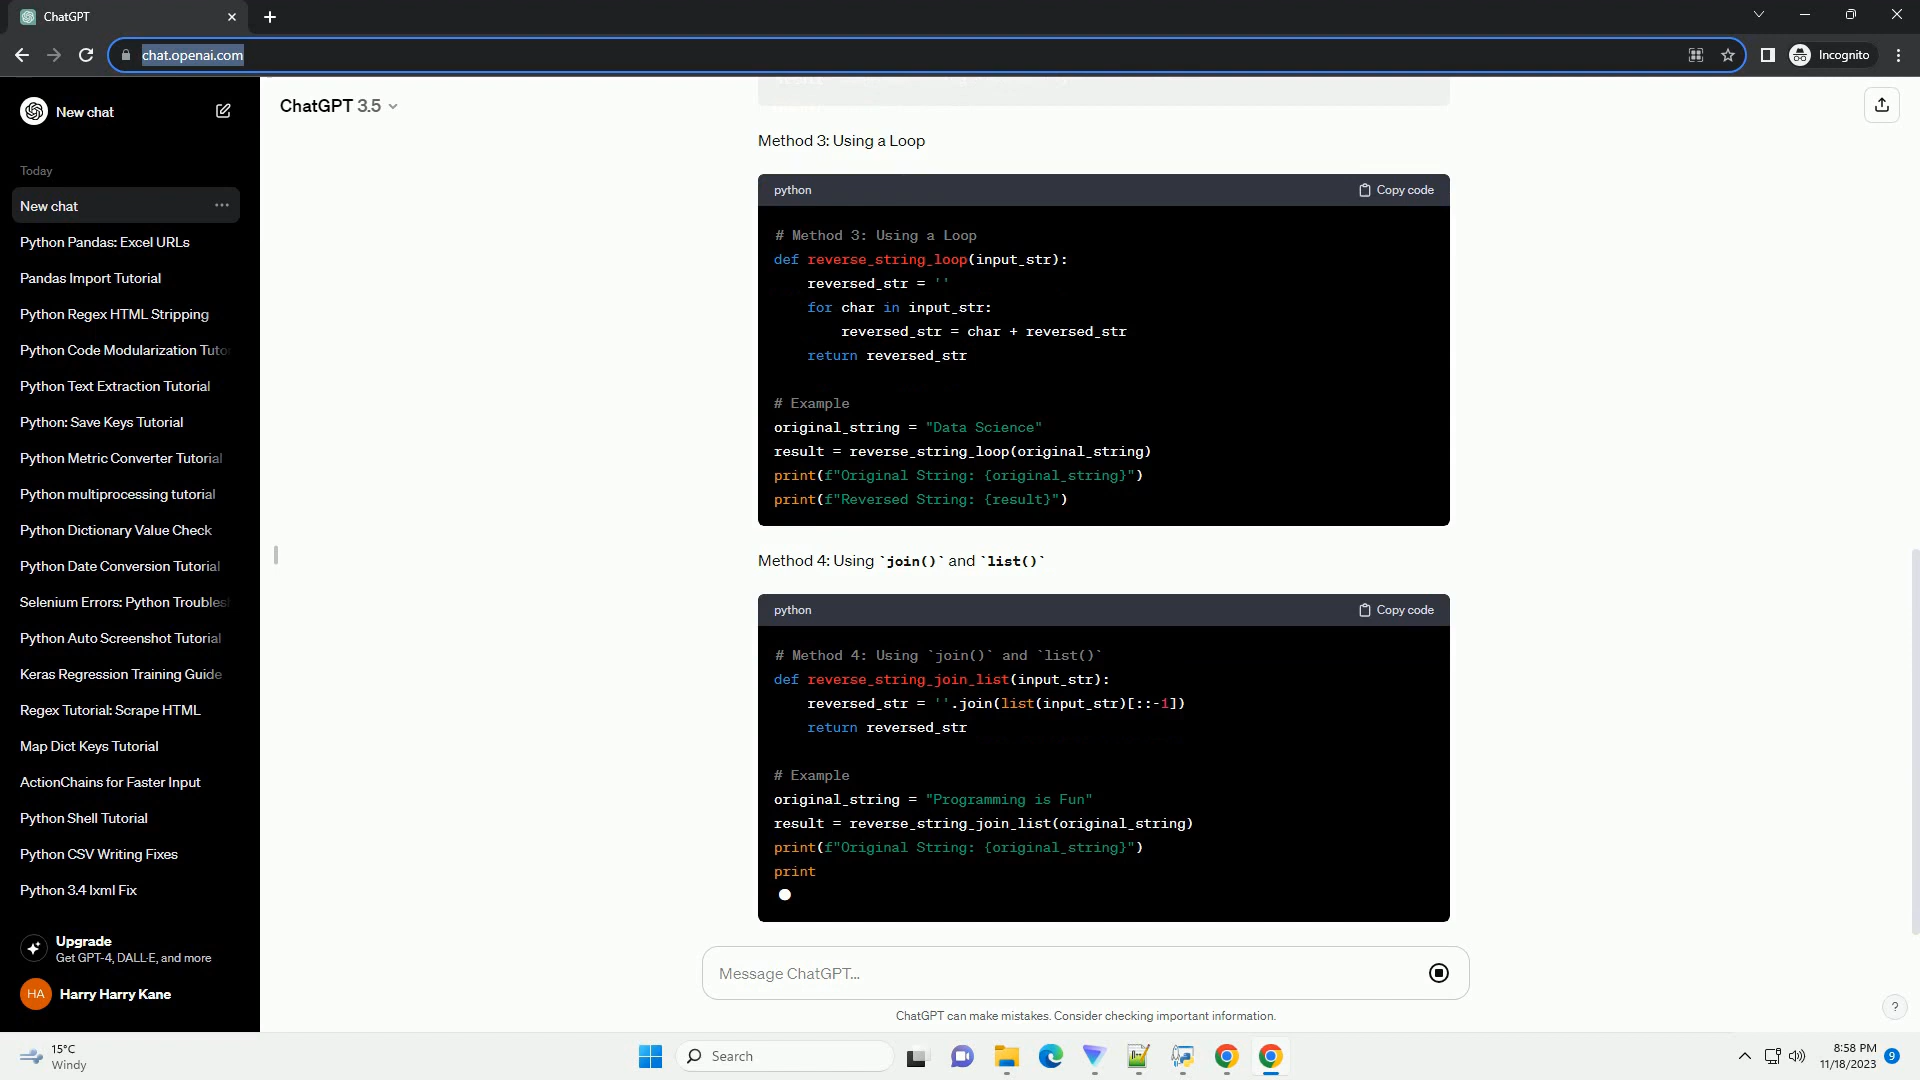 ChatGPT
chat.openai.com
Incognito
New chat
ChatGPT 3.5
Today
New chat
Python Pandas: Excel URLs
Pandas Import Tutorial
Python Regex HTML Stripping
Python Code Modularization Tuto
Python Text Extraction Tutorial
Python: Save Keys Tutorial
Python Metric Converter Tutorial
Python multiprocessing tutorial
Python Dictionary Value Check
Python Date Conversion Tutorial
Selenium Errors: Python Troubles
Python Auto Screenshot Tutorial
Keras Regression Training Guide
Regex Tutorial: Scrape HTML
Map Dict Keys Tutorial
ActionChains for Faster Input
Python Shell Tutorial
Python CSV Writing Fixes
Python 3.4 lxml Fix
Upgrade
Get GPT-4, DALL·E, and more
HA
Harry Harry Kane
Method 3: Using a Loop
python
Copy code
# Method 3: Using a Loop
def reverse_string_loop(input_str):
    reversed_str = ''
    for char in input_str:
        reversed_str = char + reversed_str
    return reversed_str
# Example
original_string = "Data Science"
result = reverse_string_loop(original_string)
print(f"Original String: {original_string}")
print(f"Reversed String: {result}")
Method 4: Using `join()` and `list()`
python
Copy code
# Method 4: Using `join()` and `list()`
def reverse_string_join_list(input_str):
    reversed_str = ''.join(list(input_str)[::-1])
    return reversed_str
# Example
original_string = "Programming is Fun"
result = reverse_string_join_list(original_string)
print(f"Original String: {original_string}")
print
Message ChatGPT...
ChatGPT can make mistakes. Consider checking important information.
?
15°C
Windy
Search
8:58 PM
11/18/2023
9